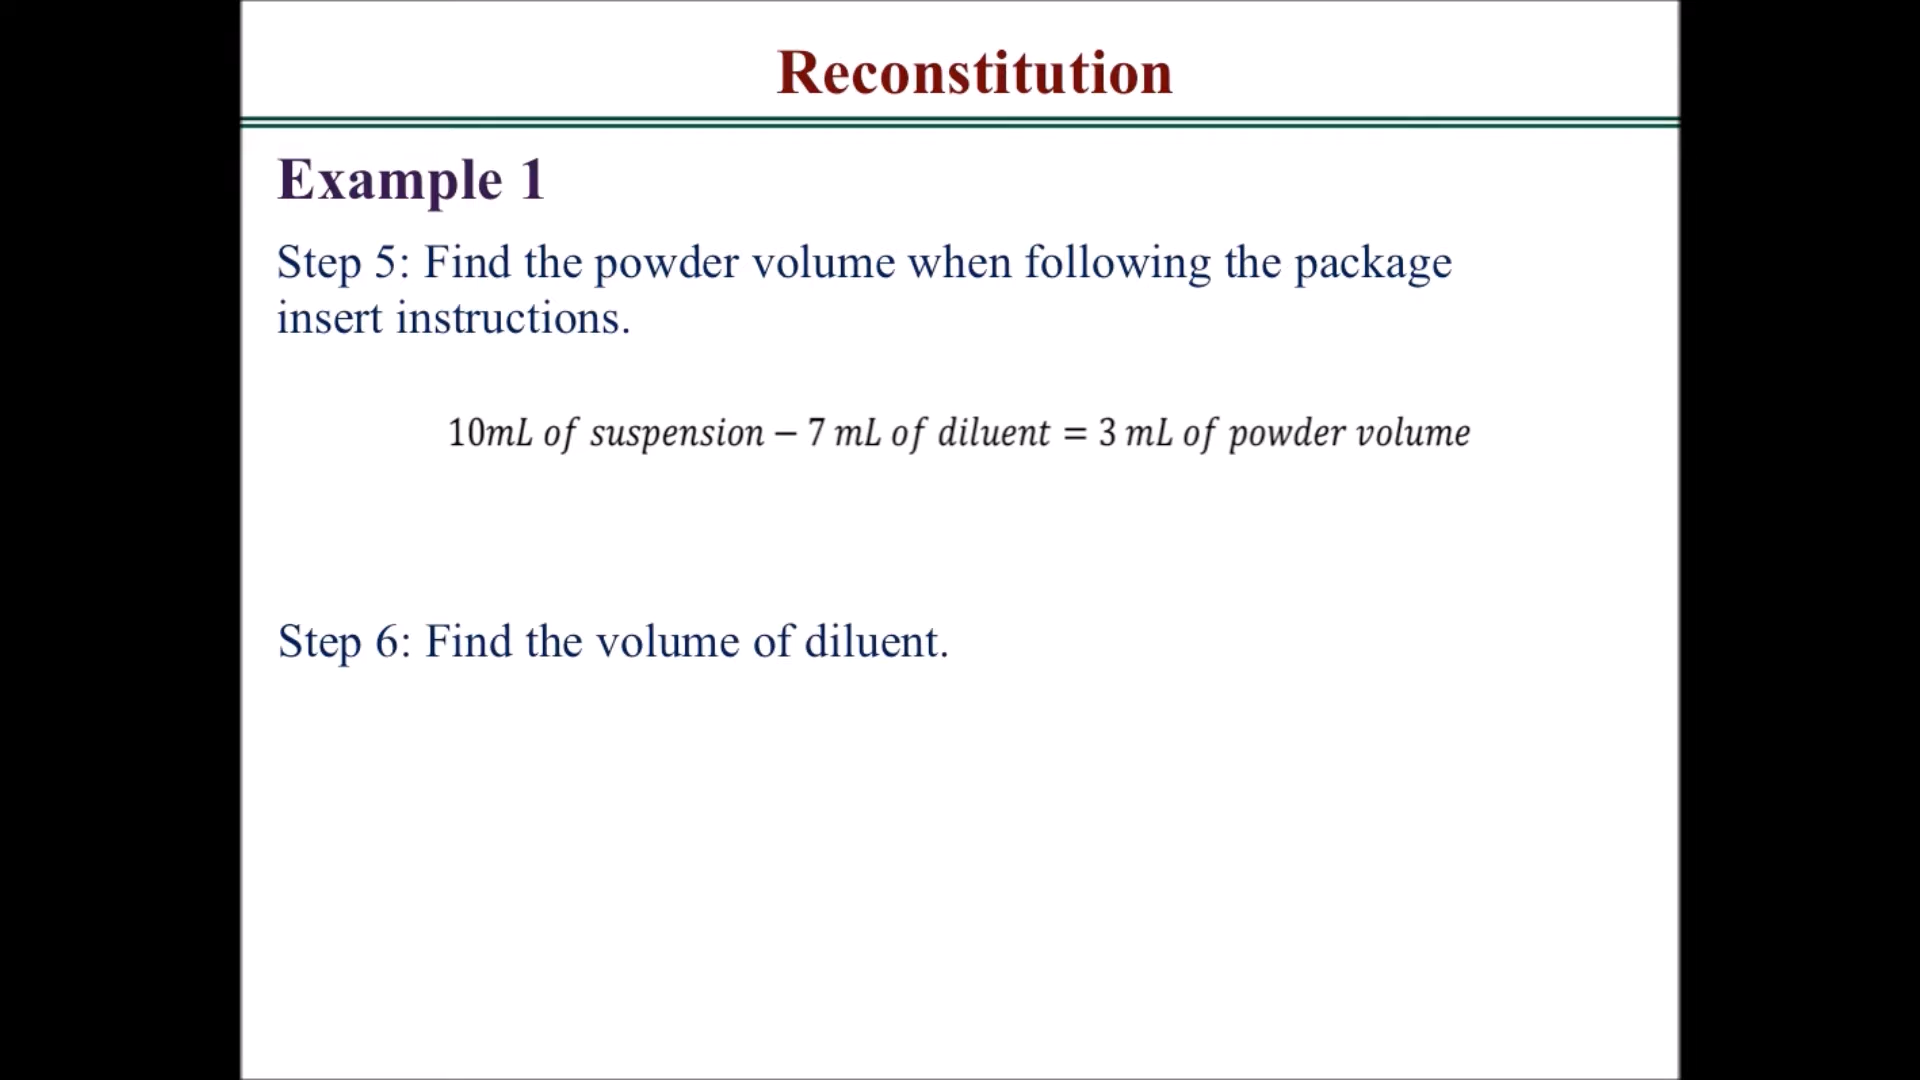 Reconstitution
Example 1
Step 5: Find the powder volume when following the package
insert instructions.
10mL of suspension − 7 mL of diluent = 3 mL of powder volume
Step 6: Find the volume of diluent.